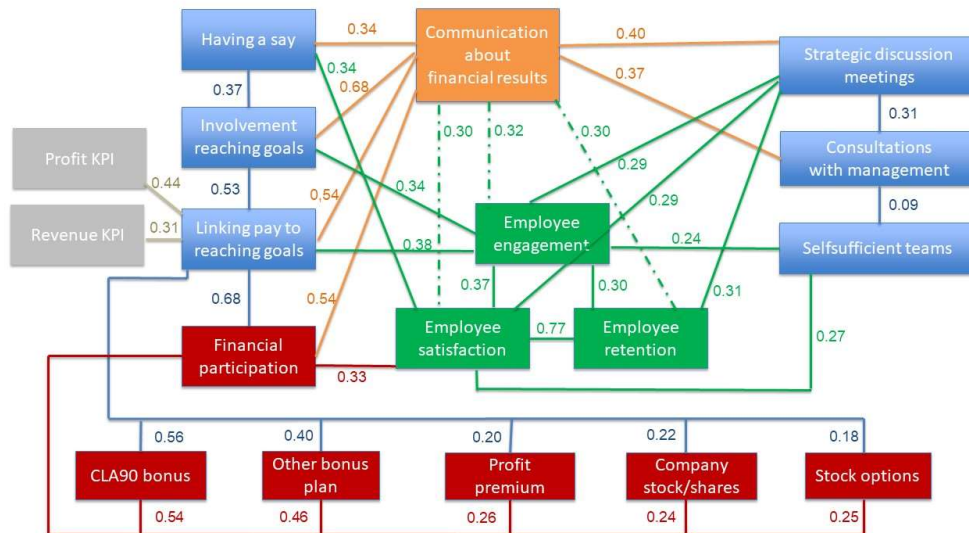 Having a say
0.34
Communication
about
financial results
0.40
Strategic discussion
meetings
0.34
0.37
0.37
0.68
0.31
Involvement
reaching goals
0.30
0.32
0.30
Consultations
with management
Profit KPI
0.44
0.53
0.34
0.29
0.09
0,54
0.29
Revenue KPI
0.31
Linking pay to
reaching goals
0.38
Employee
engagement
0.24
Selfsufficient teams
0.68
0.54
0.37
0.30
0.31
Financial
participation
0.33
Employee
satisfaction
0.77
Employee
retention
0.27
0.56
0.40
0.20
0.22
0.18
CLA90 bonus
Other bonus
plan
Profit
premium
Company
stock/shares
Stock options
0.54
0.46
0.26
0.24
0.25